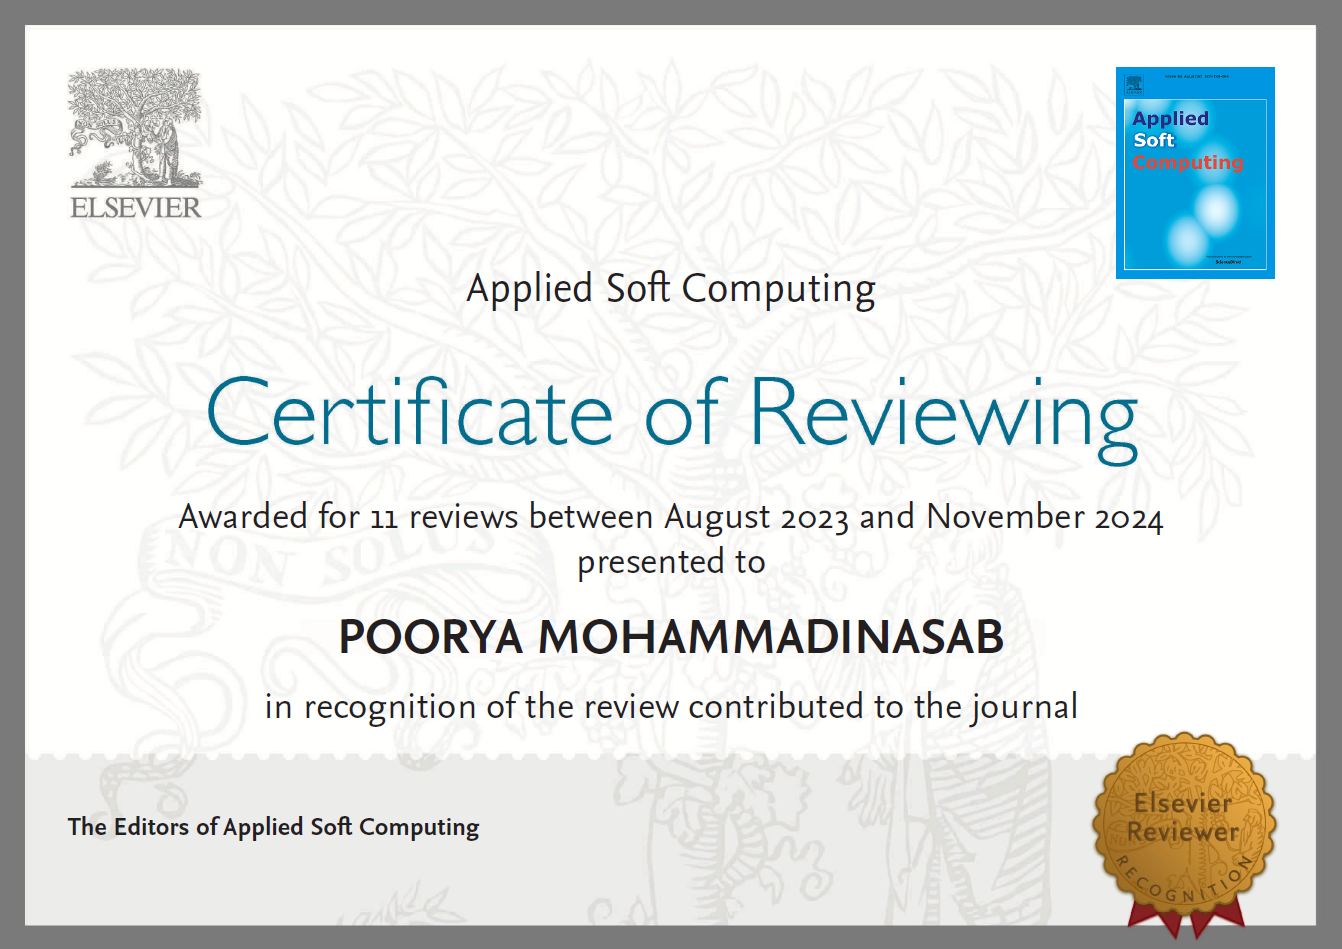 ELSEVIER
Applied
Soft
Computing
Applied Soft Computing
Certificate of Reviewing
Awarded for 11 reviews between August 2023 and November 2024
presented to
NON SOLUS
POORYA MOHAMMADINASAB
in recognition of the review contributed to the journal
The Editors of Applied Soft Computing
Elsevier
Reviewer
RECOGNITION